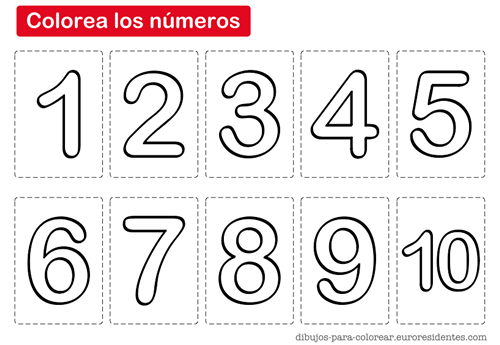 Colorea los números
1 2 3 4 5
6 7 8 9 10
dibujos-para-colorear.euroresidentes.com